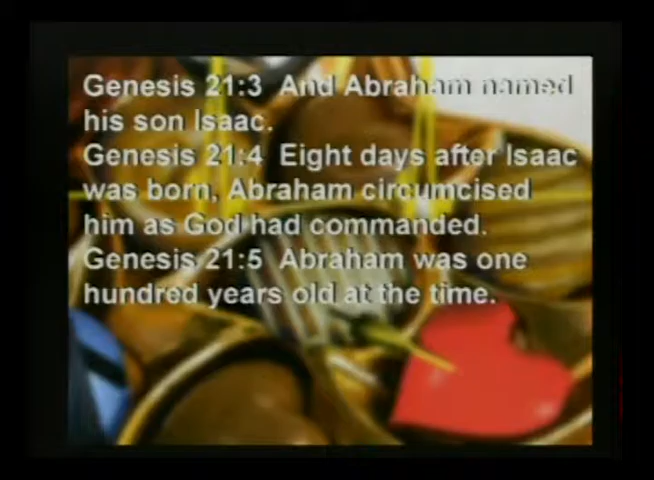 Genesis 21:3 And Abraham named
his son Isaac.
Genesis 21:4 Eight days after Isaac
was born, Abraham circumcised
him as God had commanded.
Genesis 21:5 Abraham was one
hundred years old at the time.